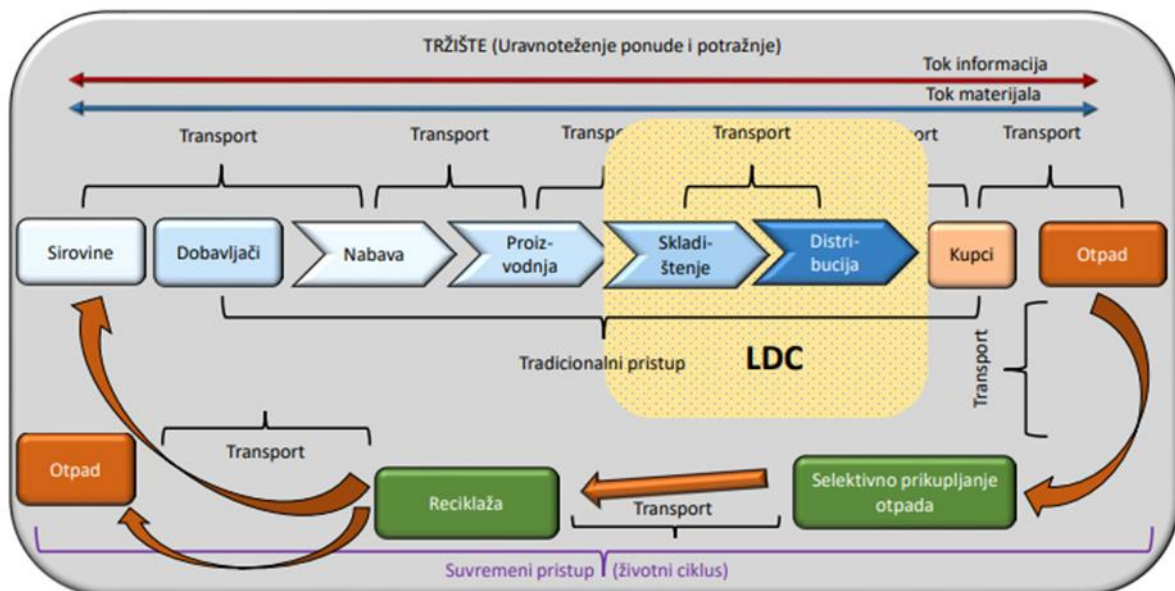 TRŽIŠTE (Uravnoteženje ponude i potražnje)
Tok informacija
Tok materijala
Transport
Transport
Transport
Transport
Sirovine
Dobavljači
Nabava
Proiz-
vodnja
Skladi-
štenje
Distri-
bucija
Kupci
Otpad
Tradicionalni pristup
LDC
Transport
Transport
Otpad
Reciklaža
Transport
Selektivno prikupljanje
otpada
Suvremeni pristup (životni ciklus)